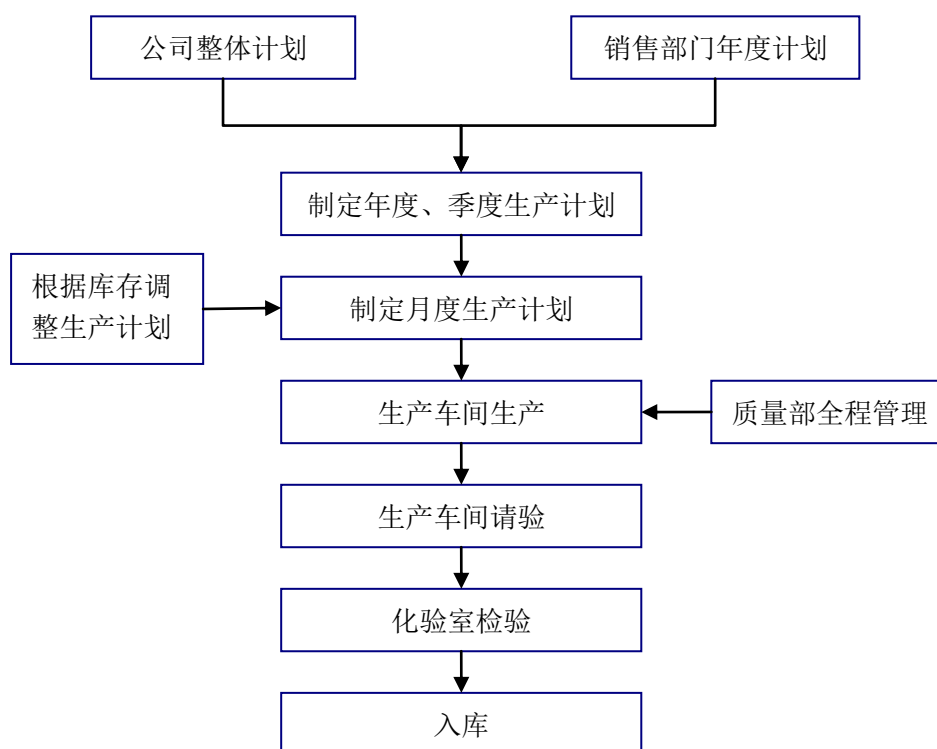 公司整体计划
销售部门年度计划
制定年度、季度生产计划
根据库存调
整生产计划
制定月度生产计划
生产车间生产
质量部全程管理
生产车间请验
化验室检验
入库